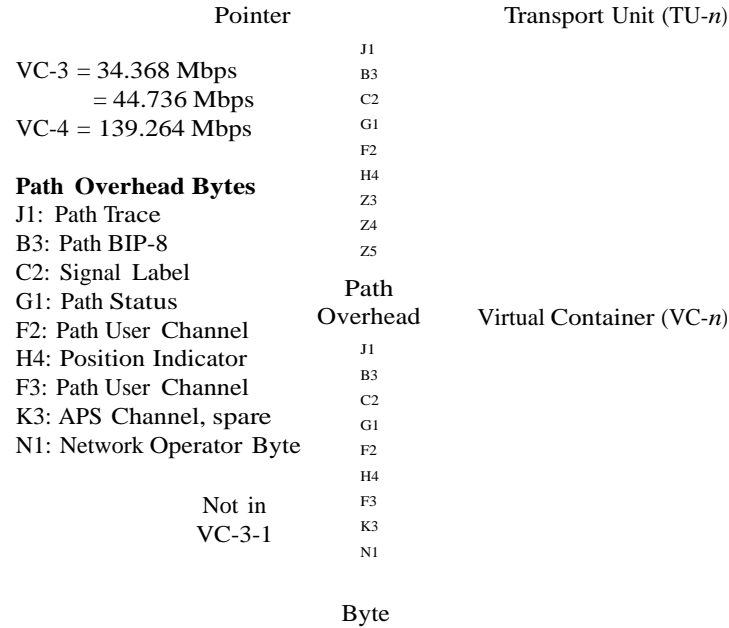 Pointer
Transport Unit (TU-n)
VC-3 = 34.368 Mbps
= 44.736 Mbps
VC-4 = 139.264 Mbps
Path Overhead Bytes
J1: Path Trace
B3: Path BIP-8
C2: Signal Label
G1: Path Status
F2: Path User Channel
H4: Position Indicator
F3: Path User Channel
K3: APS Channel, spare
N1: Network Operator Byte
Not in
VC-3-1
J1
B3
C2
G1
F2
H4
Z3
Z4
Z5
Path
Overhead
Virtual Container (VC-n)
J1
B3
C2
G1
F2
H4
F3
K3
N1
Byte